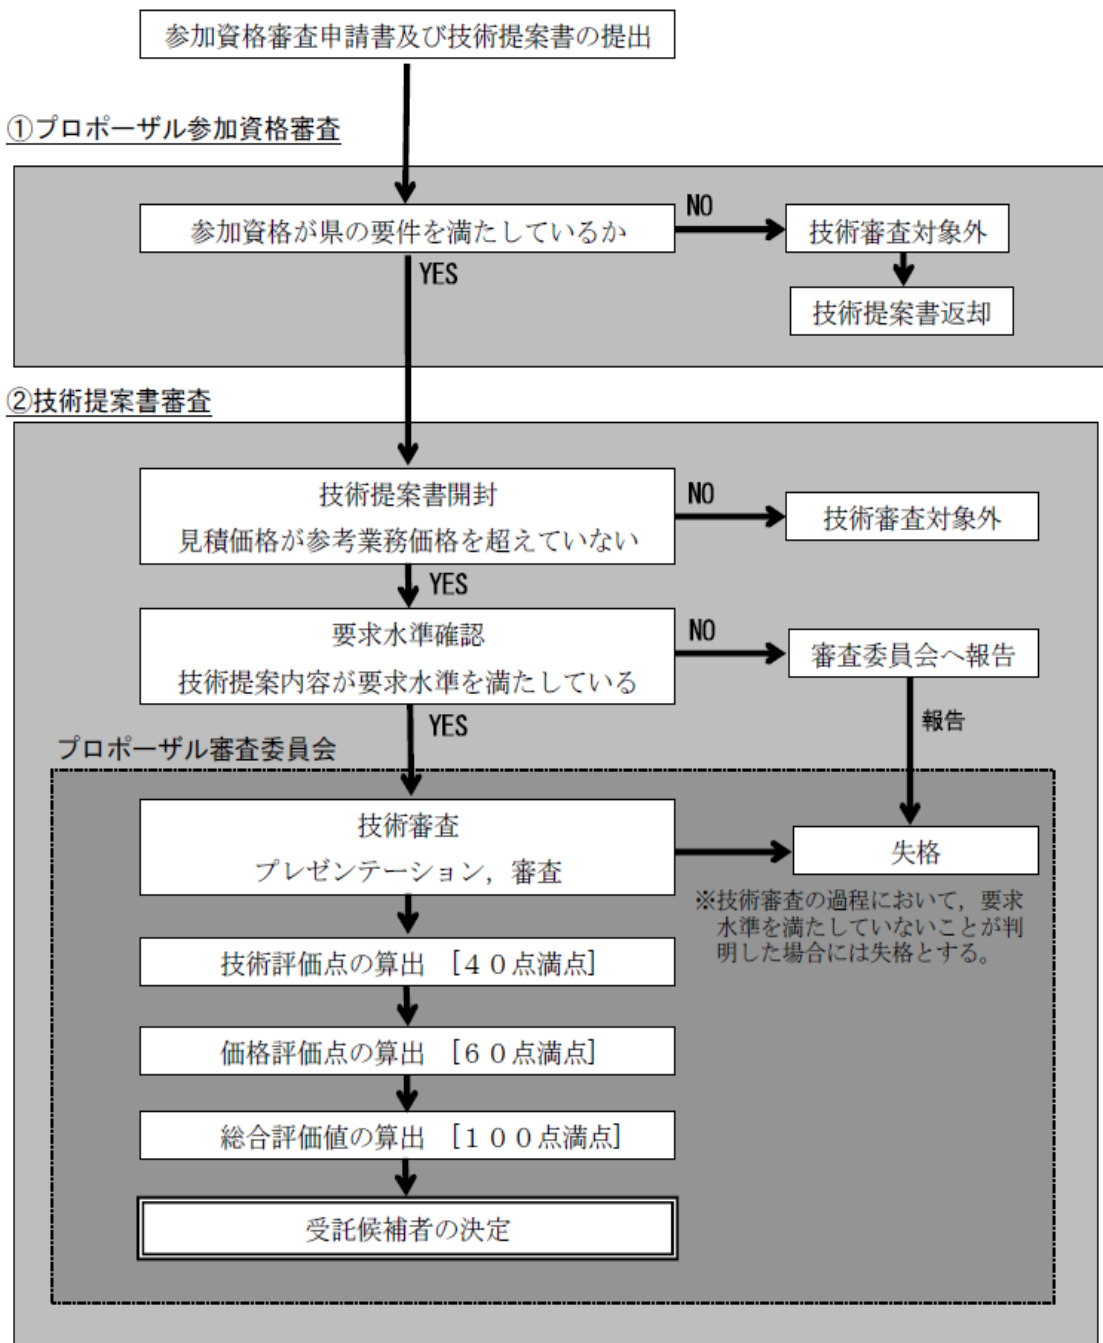 参加資格審査申請書及び技術提案書の提出
①プロポーザル参加資格審査
参加資格が県の要件を満たしているか
NO
技術審査対象外
YES
技術提案書返却
②技術提案書審査
技術提案書開封
見積価格が参考業務価格を超えていない
NO
技術審査対象外
YES
要求水準確認
技術提案内容が要求水準を満たしている
NO
審査委員会へ報告
YES
報告
プロポーザル審査委員会
技術審査
プレゼンテーション，審査
失格
※技術審査の過程において，要求
水準を満たしていないことが判
明した場合には失格とする。
技術評価点の算出　[４０点満点]
価格評価点の算出　[６０点満点]
総合評価値の算出　[１００点満点]
受託候補者の決定